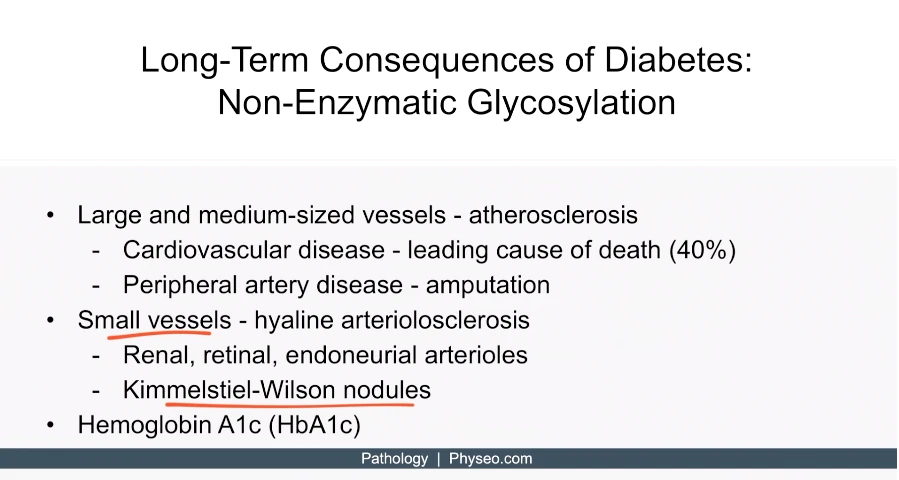 Long-Term Consequences of Diabetes:
Non-Enzymatic Glycosylation
• Large and medium-sized vessels - atherosclerosis
- Cardiovascular disease - leading cause of death (40%)
- Peripheral artery disease - amputation
• Small vessels - hyaline arteriolosclerosis
- Renal, retinal, endoneurial arterioles
- Kimmelstiel-Wilson nodules
• Hemoglobin A1c (HbA1c)
Pathology | Physeo.com